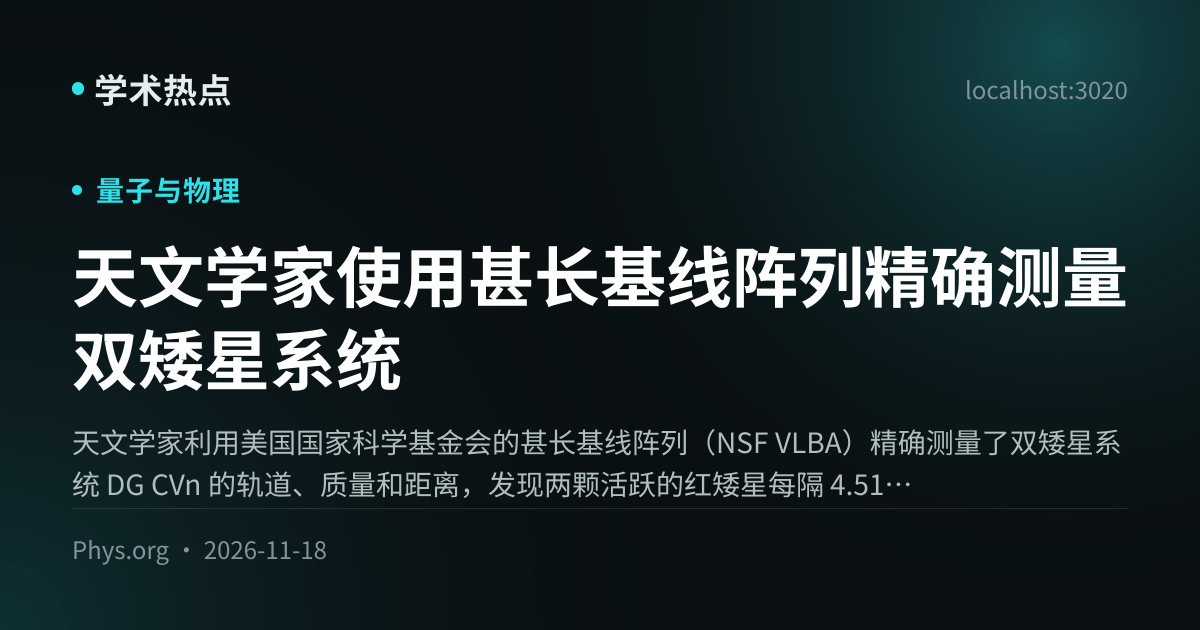 学术热点
localhost:3020
量子与物理
天文学家使用甚长基线阵列精确测量
双矮星系统
天文学家利用美国国家科学基金会的甚长基线阵列（NSF VLBA）精确测量了双矮星系
统 DG CVn 的轨道、质量和距离，发现两颗活跃的红矮星每隔 4.51…
Phys.org • 2026-11-18